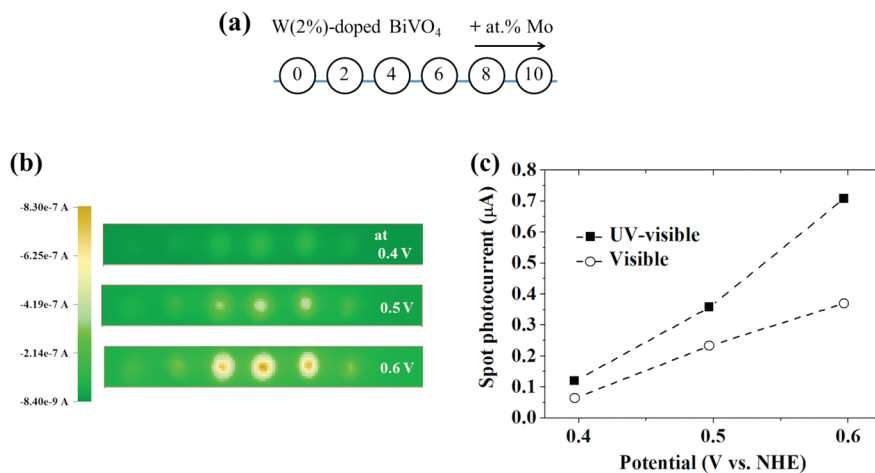 (a)
W(2%)-doped BiVO₄ + at.% Mo
0 2 4 6 8 10
(b)
-8.30e-7 A
-6.25e-7 A
-4.19e-7 A
-2.14e-7 A
-8.40e-9 A
at
0.4 V
0.5 V
0.6 V
(c)
Spot photocurrent (μA)
0.8
0.7
0.6
0.5
0.4
0.3
0.2
0.1
0.0
UV-visible
Visible
0.4 0.5 0.6
Potential (V vs. NHE)